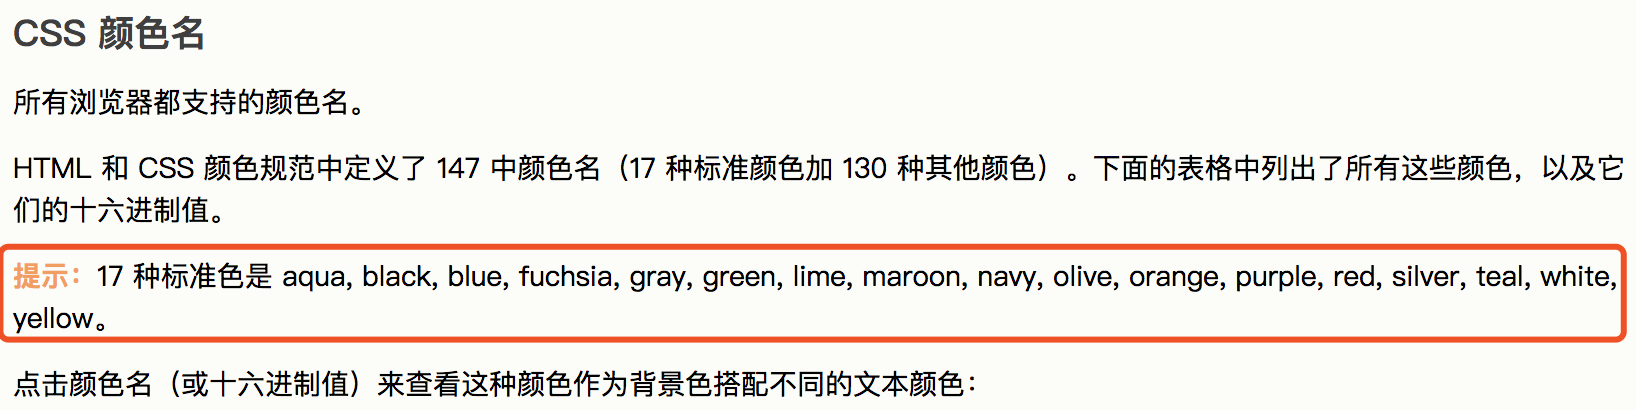 CSS 颜色名
所有浏览器都支持的颜色名。
HTML 和 CSS 颜色规范中定义了 147 中颜色名（17 种标准颜色加 130 种其他颜色）。下面的表格中列出了所有这些颜色，以及它
们的十六进制值。
提示：17 种标准色是 aqua, black, blue, fuchsia, gray, green, lime, maroon, navy, olive, orange, purple, red, silver, teal, white,
yellow。
点击颜色名（或十六进制值）来查看这种颜色作为背景色搭配不同的文本颜色：